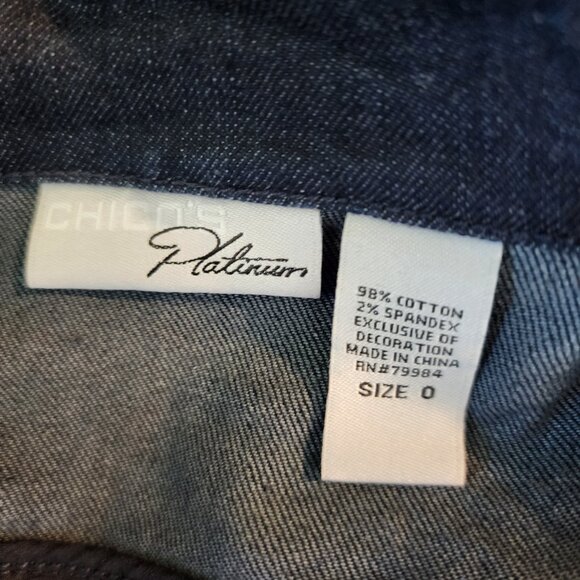 CHICO'S
Platinum
98% COTTON
2% SPANDEX
EXCLUSIVE OF
DECORATION
MADE IN CHINA
RN#79984
SIZE 0